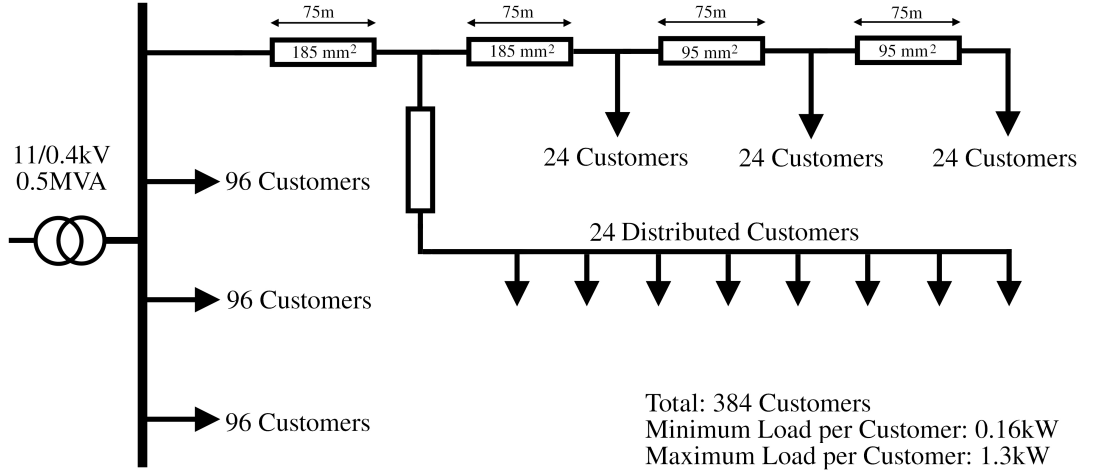 75m
75m
75m
75m
185 mm²
185 mm²
95 mm²
95 mm²
11/0.4kV
0.5MVA
24 Customers
24 Customers
24 Customers
96 Customers
24 Distributed Customers
96 Customers
96 Customers
Total: 384 Customers
Minimum Load per Customer: 0.16kW
Maximum Load per Customer: 1.3kW